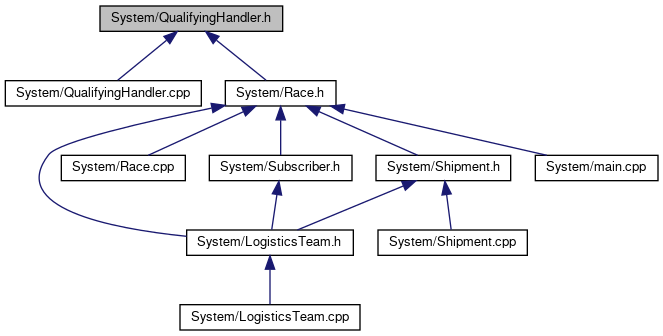 System/QualifyingHandler.h
System/QualifyingHandler.cpp
System/Race.h
System/Race.cpp
System/Subscriber.h
System/Shipment.h
System/main.cpp
System/LogisticsTeam.h
System/Shipment.cpp
System/LogisticsTeam.cpp